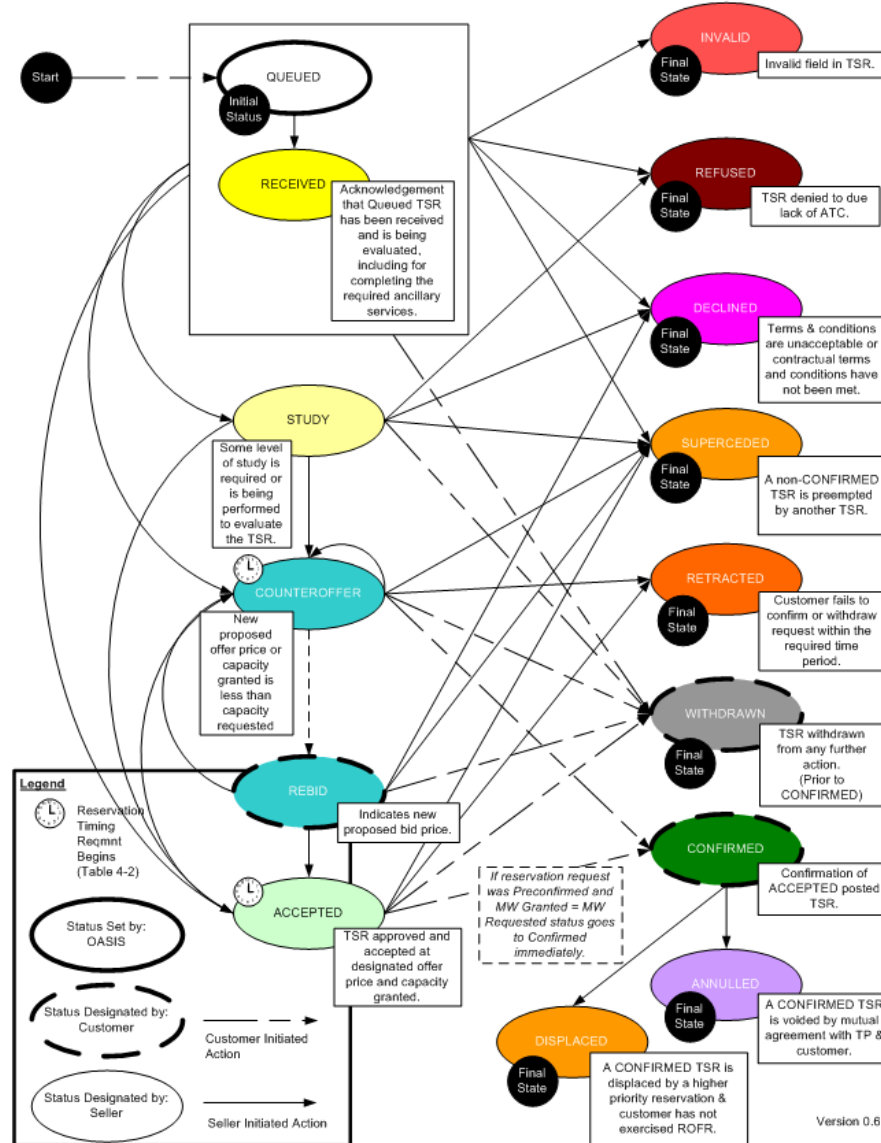 Start
QUEUED
Initial
Status
RECEIVED
Acknowledgement
that Queued TSR
has been received
and is being
evaluated,
including for
completing the
required ancillary
services.
INVALID
Final
State
Invalid field in TSR.
REFUSED
Final
State
TSR denied to due
lack of ATC.
DECLINED
Final
State
Terms & conditions
are unacceptable or
contractual terms
and conditions have
not been met.
STUDY
Some level
of study is
required or
is being
performed
to evaluate
the TSR.
SUPERCEDED
Final
State
A non-CONFIRMED
TSR is preempted
by another TSR.
COUNTEROFFER
New
proposed
offer price or
capacity
granted is
less than
capacity
requested
RETRACTED
Final
State
Customer fails to
confirm or withdraw
request within the
required time
period.
WITHDRAWN
Final
State
TSR withdrawn
from any further
action.
(Prior to
CONFIRMED)
REBID
Indicates new
proposed bid price.
CONFIRMED
Confirmation of
ACCEPTED posted
TSR.
If reservation request
was Preconfirmed and
MW Granted = MW
Requested status goes
to Confirmed
immediately.
ACCEPTED
TSR approved and
accepted at
designated offer
price and capacity
granted.
ANNULLED
Final
State
A CONFIRMED TSR
is voided by mutual
agreement with TP &
customer.
DISPLACED
Final
State
A CONFIRMED TSR is
displaced by a higher
priority reservation &
customer has not
exercised ROFR.
Legend
Reservation
Timing
Reqmnt
Begins
(Table 4-2)
Status Set by:
OASIS
Status Designated by:
Customer
Customer Initiated
Action
Status Designated by:
Seller
Seller Initiated Action
Version 0.6